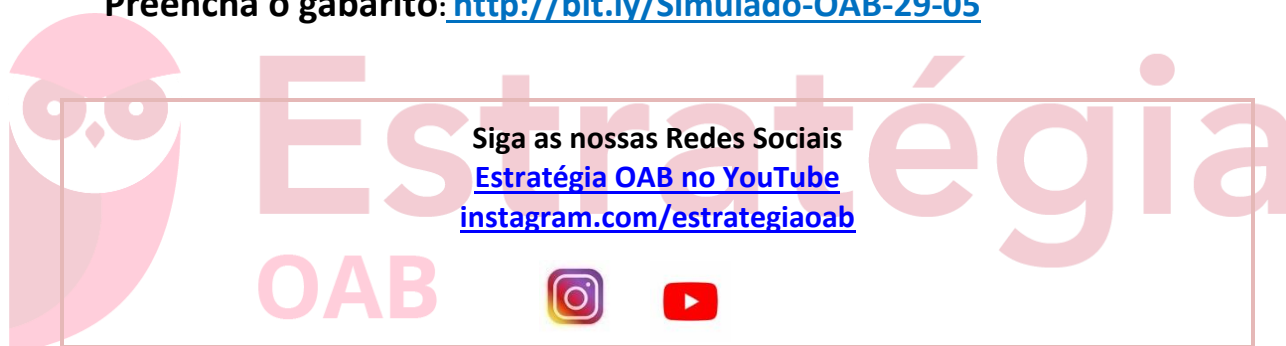 Preencha o gabarito: http://bit.ly/Simulado-OAB-29-05
Estratégia
OAB
Siga as nossas Redes Sociais
Estratégia OAB no YouTube
instagram.com/estrategiaoab